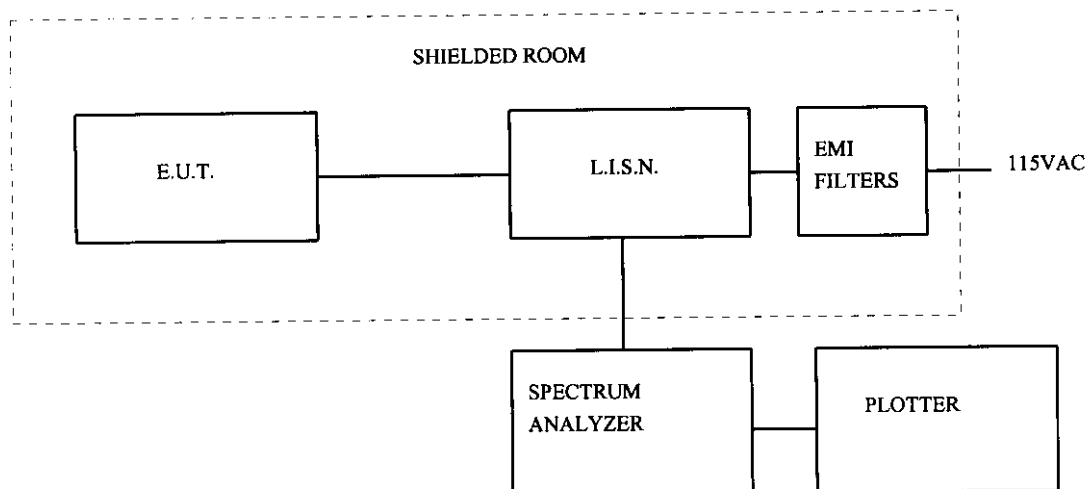 SHIELDED ROOM
E.U.T.
L.I.S.N.
EMI
FILTERS
115VAC
SPECTRUM
ANALYZER
PLOTTER